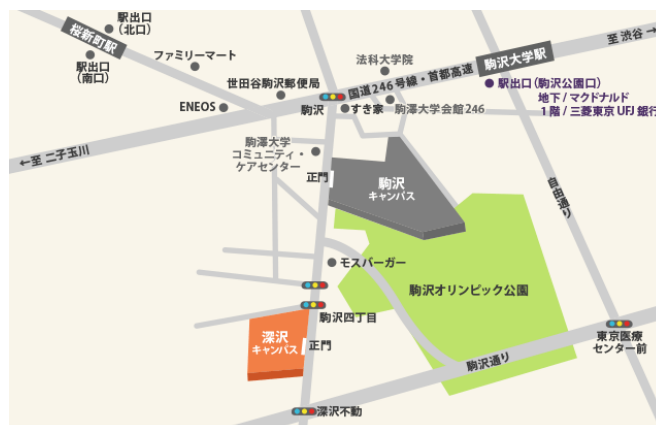 駅出口
(北口)
桜新町駅
駅出口
(南口)
ファミリーマート
世田谷駒沢郵便局
ENEOS
駒沢
すき家
法科大学院
国道246号線・首都高速
駒澤大学会館246
駒沢大学駅
至 渋谷→
駅出口(駒沢公園口)
地下/マクドナルド
1階/三菱東京UFJ銀行
←至 二子玉川
駒澤大学
コミュニティ・
ケアセンター
正門
駒沢
キャンパス
自由通り
モスバーガー
駒沢オリンピック公園
駒沢四丁目
深沢
キャンパス
正門
駒沢通り
東京医療
センター前
深沢不動